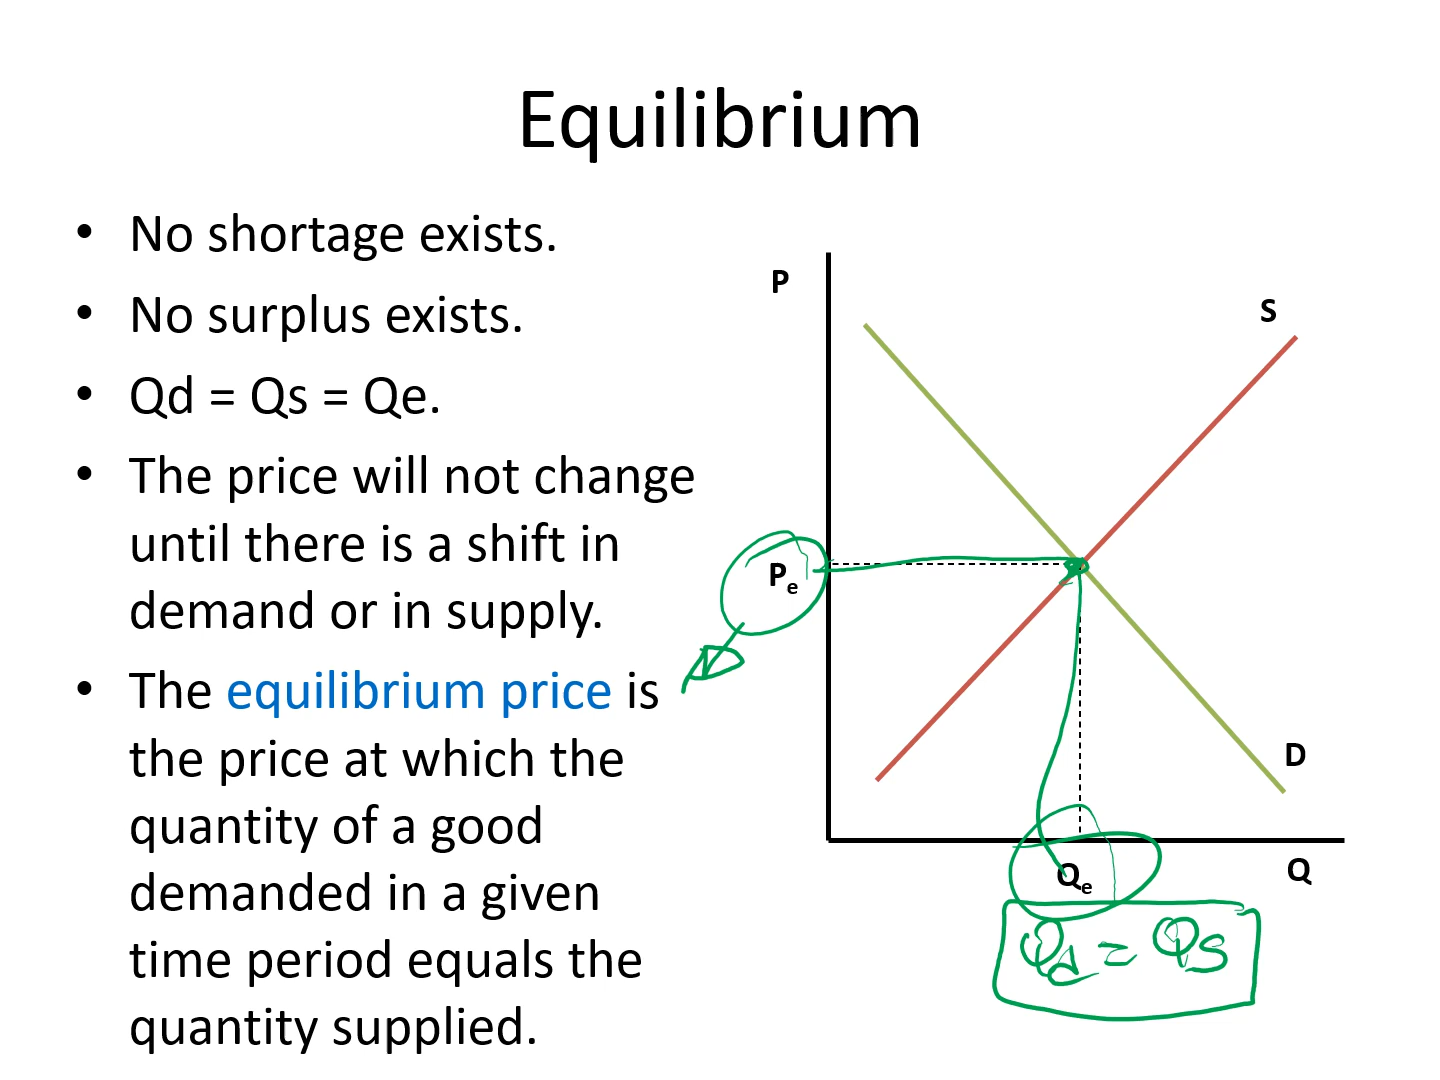 Equilibrium
• No shortage exists.
• No surplus exists.
• Qd = Qs = Qe.
• The price will not change
until there is a shift in
demand or in supply.
• The equilibrium price is
the price at which the
quantity of a good
demanded in a given
time period equals the
quantity supplied.
P
S
Pe
D
Qe
Q
Qd = Qs